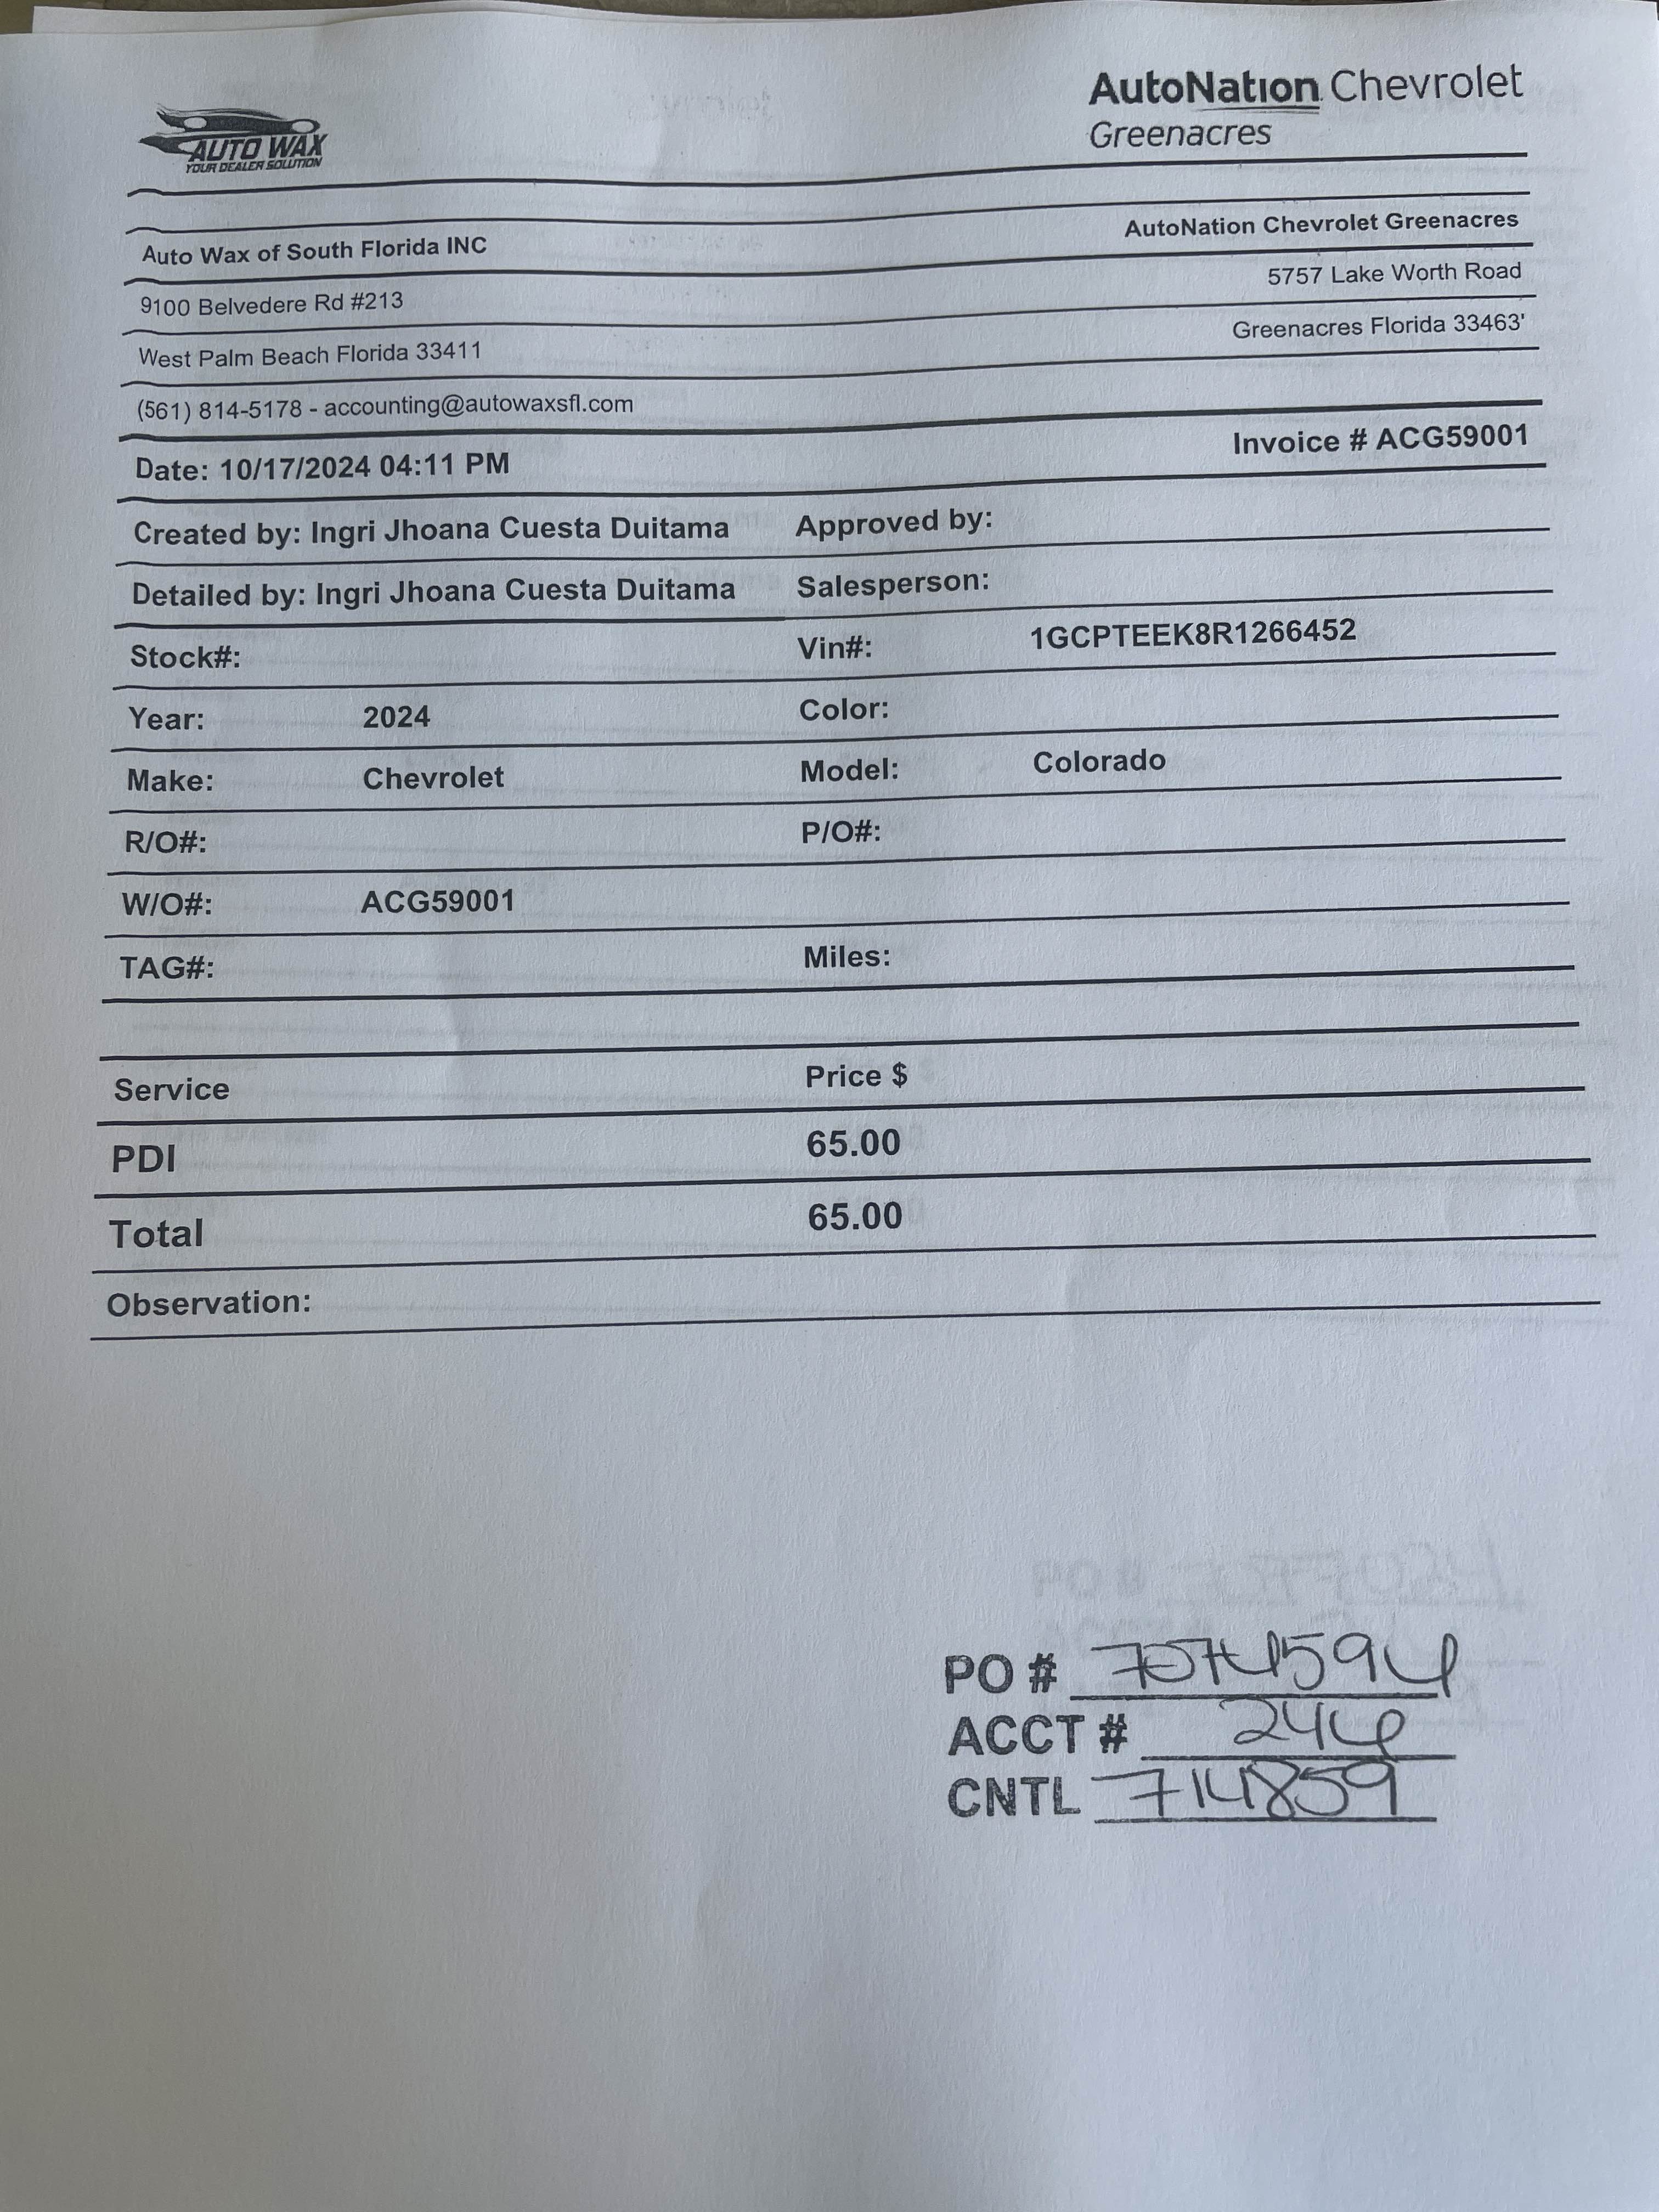 AUTO WAX
YOUR DEALER SOLUTION
AutoNation Chevrolet
Greenacres
Auto Wax of South Florida INC
AutoNation Chevrolet Greenacres
9100 Belvedere Rd #213
5757 Lake Worth Road
West Palm Beach Florida 33411
Greenacres Florida 33463'
(561) 814-5178 - accounting@autowaxsfl.com
Date: 10/17/2024 04:11 PM
Invoice # ACG59001
Created by: Ingri Jhoana Cuesta Duitama Approved by:
Detailed by: Ingri Jhoana Cuesta Duitama Salesperson:
Stock#: Vin#: 1GCPTEEK8R1266452
Year: 2024 Color:
Make: Chevrolet Model: Colorado
R/O#: P/O#:
W/O#: ACG59001
TAG#: Miles:
Service Price $
PDI 65.00
Total 65.00
Observation:
PO # 7074594
ACCT # 246
CNTL 714859